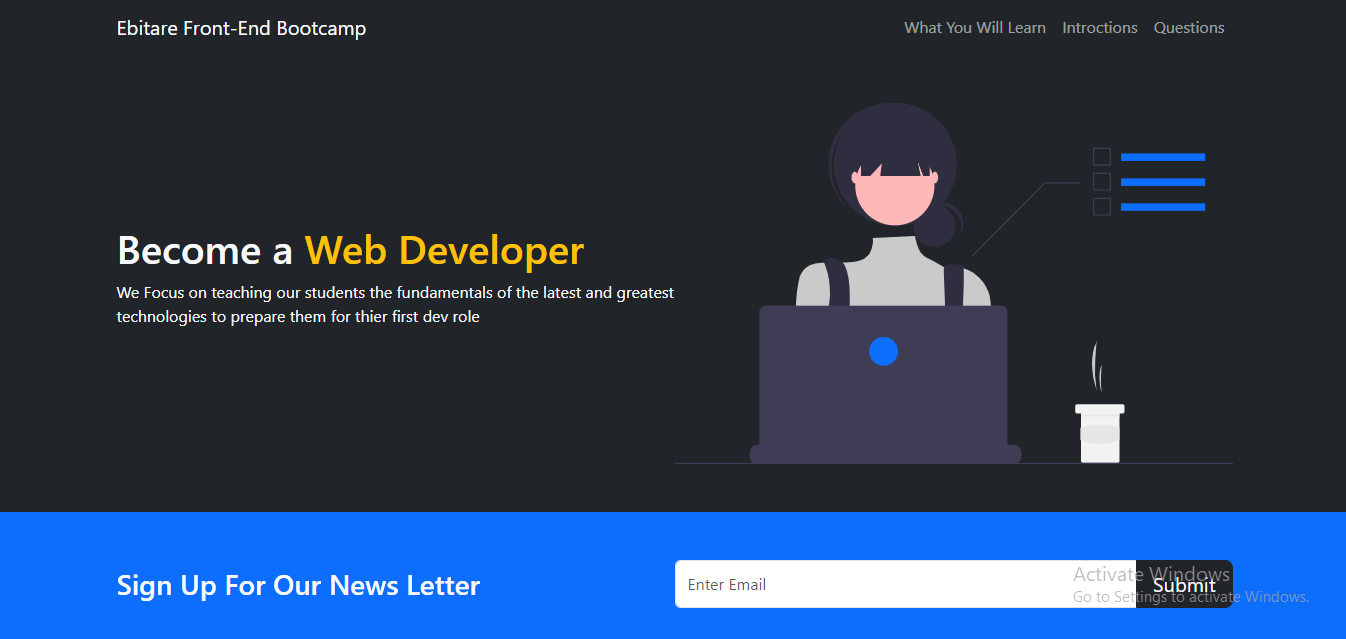 Ebitare Front-End Bootcamp
What You Will Learn
Introctions
Questions
Become a Web Developer
We Focus on teaching our students the fundamentals of the latest and greatest
technologies to prepare them for thier first dev role
Sign Up For Our News Letter
Enter Email
Submit
Activate Windows
Go to Settings to activate Windows.